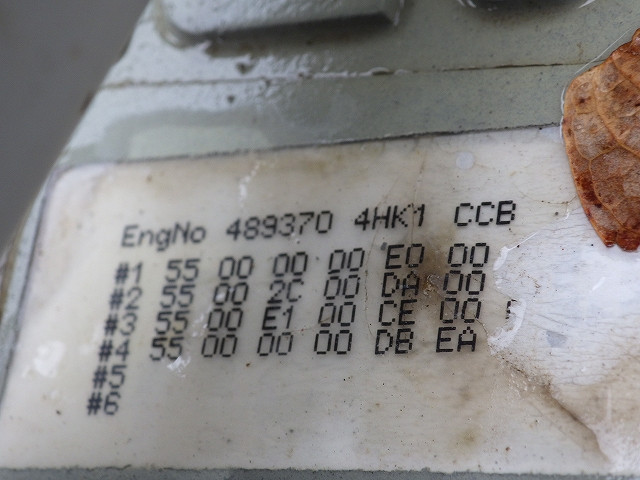 EngNo 489370 4HK1 CCB
#1 55 00 00 00 E0 00
#2 55 00 2C 00 DA 00
#3 55 00 E1 00 CE 00
#4 55 00 00 00 DB EA
#5
#6